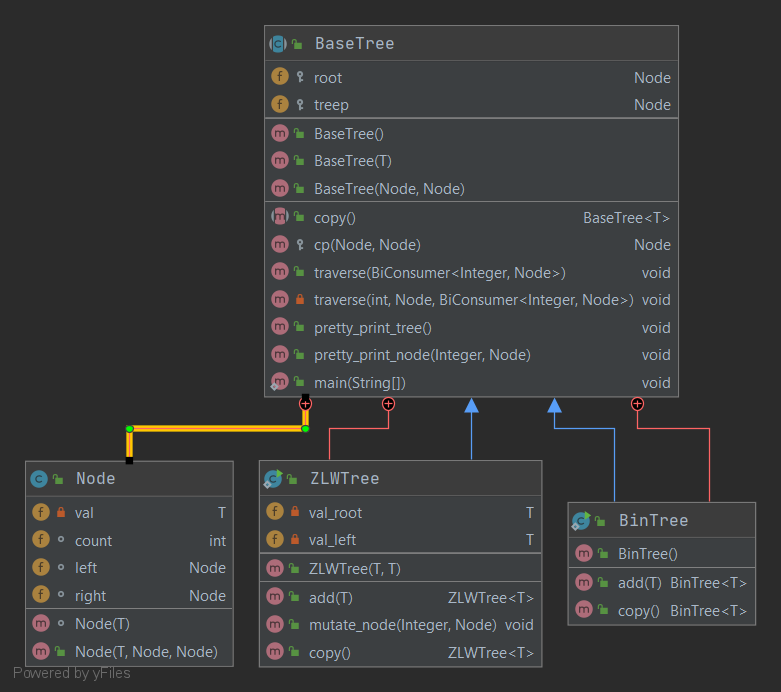 BaseTree
root Node
treep Node
BaseTree()
BaseTree(T)
BaseTree(Node, Node)
copy() BaseTree<T>
cp(Node, Node) Node
traverse(BiConsumer<Integer, Node>) void
traverse(int, Node, BiConsumer<Integer, Node>) void
pretty_print_tree() void
pretty_print_node(Integer, Node) void
main(String[]) void
Node
val T
count int
left Node
right Node
Node(T)
Node(T, Node, Node)
ZLWTree
val_root T
val_left T
ZLWTree(T, T)
add(T) ZLWTree<T>
mutate_node(Integer, Node) void
copy() ZLWTree<T>
BinTree
BinTree()
add(T) BinTree<T>
copy() BinTree<T>
Powered by yFiles